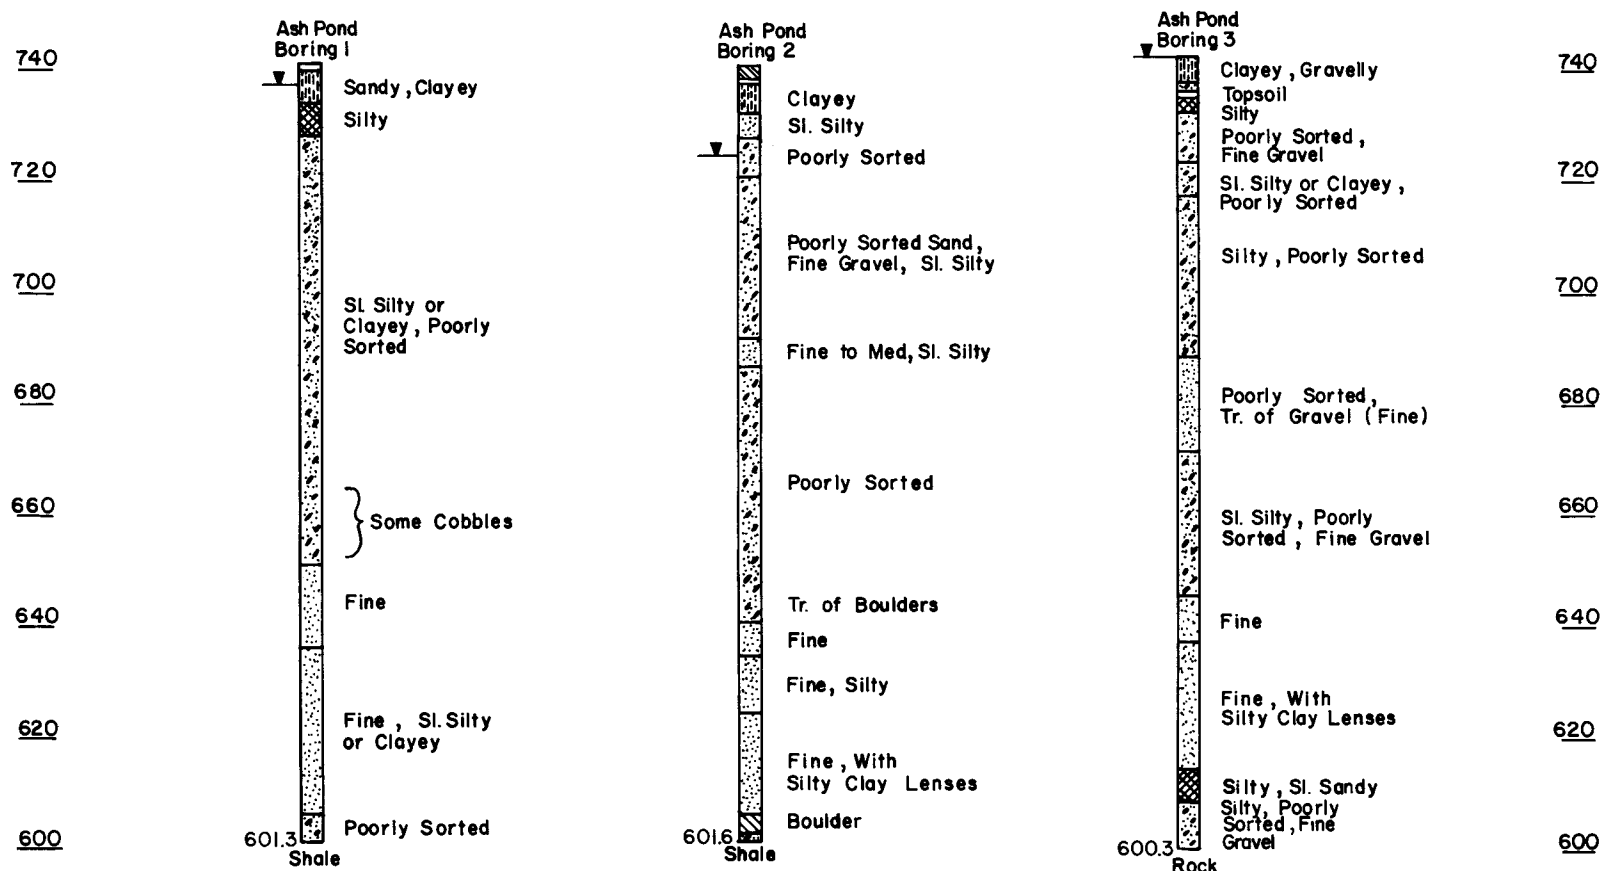 740
720
700
680
660
640
620
600
Ash Pond
Boring 1
Sandy, Clayey
Silty
Sl. Silty or
Clayey, Poorly
Sorted
Some Cobbles
Fine
Fine, Sl. Silty
or Clayey
Poorly Sorted
601.3
Shale
Ash Pond
Boring 2
Clayey
Sl. Silty
Poorly Sorted
Poorly Sorted Sand,
Fine Gravel, Sl. Silty
Fine to Med, Sl. Silty
Poorly Sorted
Tr. of Boulders
Fine
Fine, Silty
Fine, With
Silty Clay Lenses
Boulder
601.6
Shale
Ash Pond
Boring 3
Clayey, Gravelly
Topsoil
Silty
Poorly Sorted,
Fine Gravel
Sl. Silty or Clayey,
Poorly Sorted
Silty, Poorly Sorted
Poorly Sorted,
Tr. of Gravel (Fine)
Sl. Silty, Poorly
Sorted, Fine Gravel
Fine
Fine, With
Silty Clay Lenses
Silty, Sl. Sandy
Silty, Poorly
Sorted, Fine
Gravel
600.3
Rock
740
720
700
680
660
640
620
600